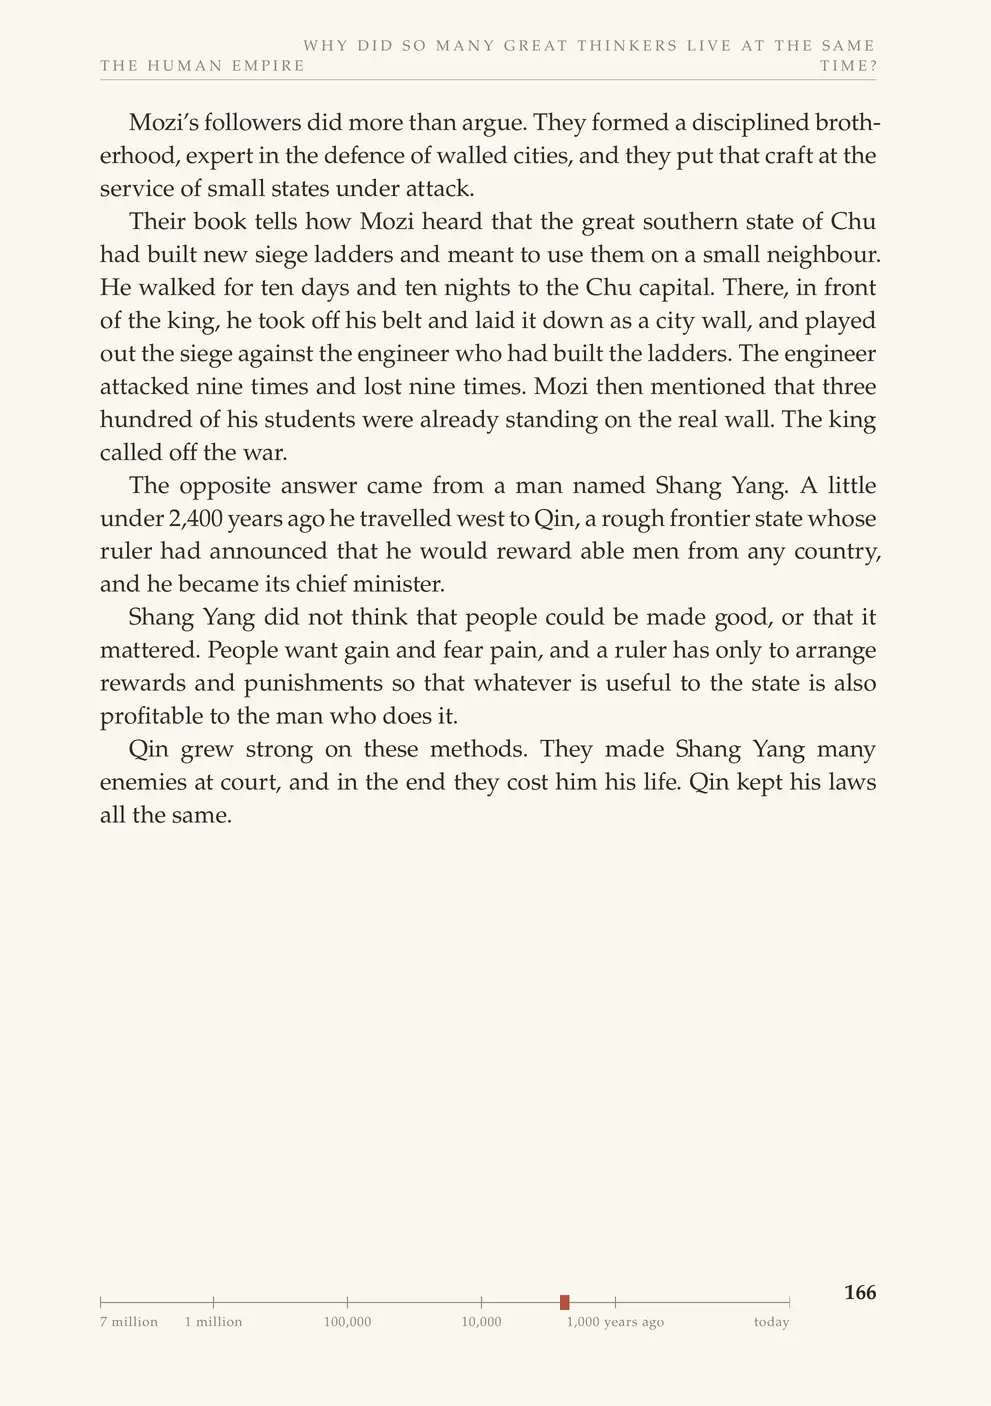 WHY DID SO MANY GREAT THINKERS LIVE AT THE SAME
THE HUMAN EMPIRE TIME?
Mozi’s followers did more than argue. They formed a disciplined broth-
erhood, expert in the defence of walled cities, and they put that craft at the
service of small states under attack.
Their book tells how Mozi heard that the great southern state of Chu
had built new siege ladders and meant to use them on a small neighbour.
He walked for ten days and ten nights to the Chu capital. There, in front
of the king, he took off his belt and laid it down as a city wall, and played
out the siege against the engineer who had built the ladders. The engineer
attacked nine times and lost nine times. Mozi then mentioned that three
hundred of his students were already standing on the real wall. The king
called off the war.
The opposite answer came from a man named Shang Yang. A little
under 2,400 years ago he travelled west to Qin, a rough frontier state whose
ruler had announced that he would reward able men from any country,
and he became its chief minister.
Shang Yang did not think that people could be made good, or that it
mattered. People want gain and fear pain, and a ruler has only to arrange
rewards and punishments so that whatever is useful to the state is also
profitable to the man who does it.
Qin grew strong on these methods. They made Shang Yang many
enemies at court, and in the end they cost him his life. Qin kept his laws
all the same.
166
7 million 1 million 100,000 10,000 1,000 years ago today